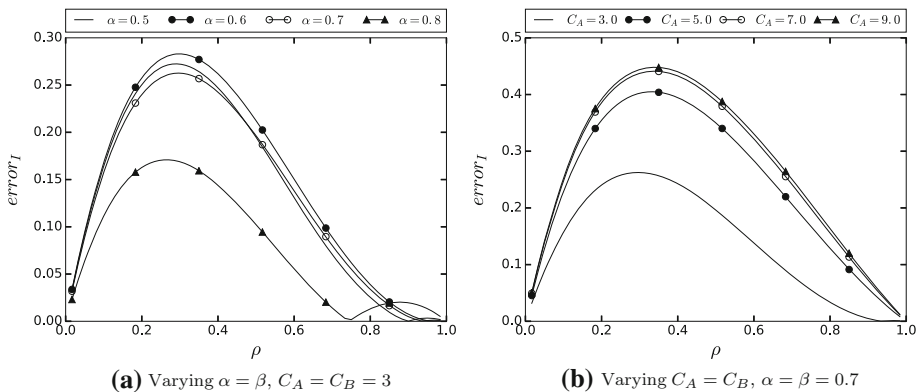 α = 0.5 α = 0.6 α = 0.7 α = 0.8
0.30
0.25
0.20
0.15
0.10
0.05
0.00
error_I
0.0 0.2 0.4 0.6 0.8 1.0
ρ
(a) Varying α = β, C_A = C_B = 3
C_A = 3.0 C_A = 5.0 C_A = 7.0 C_A = 9.0
0.5
0.4
0.3
0.2
0.1
0.0
error_I
0.0 0.2 0.4 0.6 0.8 1.0
ρ
(b) Varying C_A = C_B, α = β = 0.7